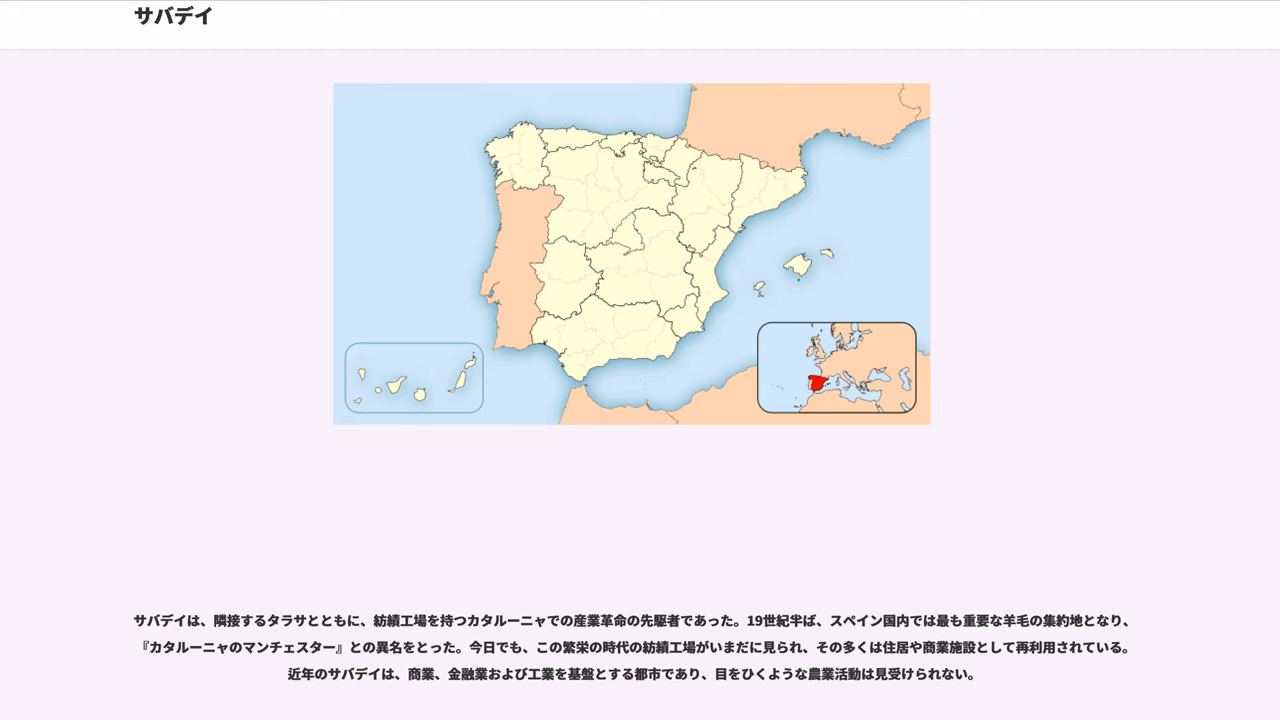 サバデイ
サバデイは、隣接するタラサとともに、紡績工場を持つカタルーニャでの産業革命の先駆者であった。19世紀半ば、スペイン国内では最も重要な羊毛の集約地となり、
『カタルーニャのマンチェスター』との異名をとった。今日でも、この繁栄の時代の紡績工場がいまだに見られ、その多くは住居や商業施設として再利用されている。
近年のサバデイは、商業、金融業および工業を基盤とする都市であり、目をひくような農業活動は見受けられない。